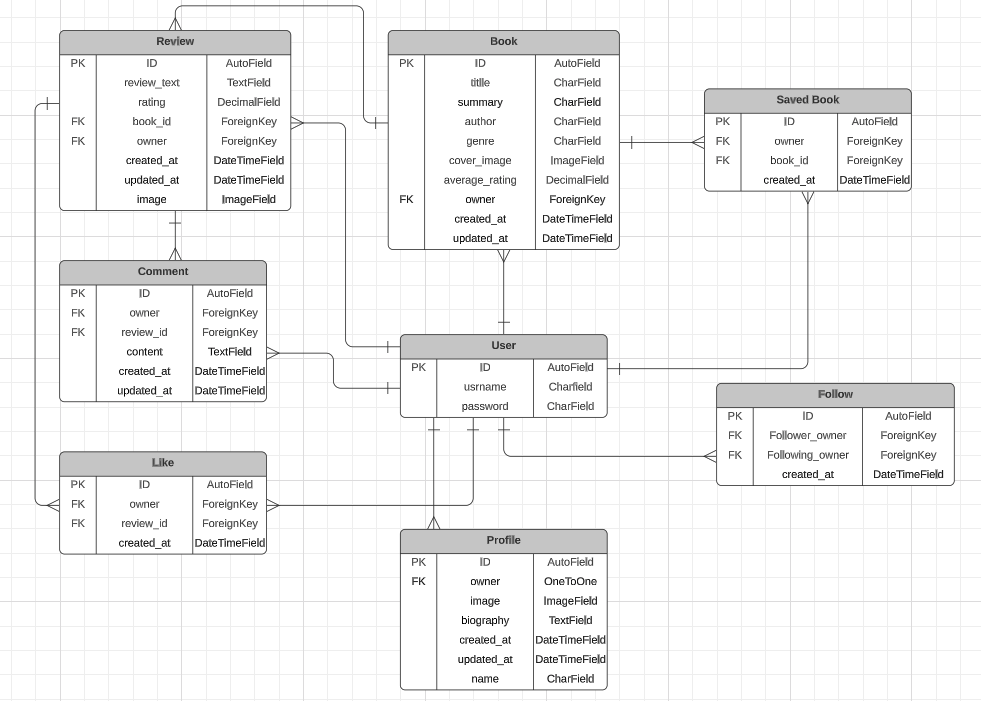 Review
PK ID AutoField
review_text TextField
rating DecimalField
FK book_id ForeignKey
FK owner ForeignKey
created_at DateTimeField
updated_at DateTimeField
image ImageField
Book
PK ID AutoField
titlle CharField
summary CharField
author CharField
genre CharField
cover_image ImageField
average_rating DecimalField
FK owner ForeignKey
created_at DateTimeField
updated_at DateTimeField
Saved Book
PK ID AutoField
FK owner ForeignKey
FK book_id ForeignKey
created_at DateTimeField
Comment
PK ID AutoField
FK owner ForeignKey
FK review_id ForeignKey
content TextField
created_at DateTimeField
updated_at DateTimeField
User
PK ID AutoField
usrname Charfield
password CharField
Follow
PK ID AutoField
FK Follower_owner ForeignKey
FK Following_owner ForeignKey
created_at DateTimeField
Like
PK ID AutoField
FK owner ForeignKey
FK review_id ForeignKey
created_at DateTimeField
Profile
PK ID AutoField
FK owner OneToOne
image ImageField
biography TextField
created_at DateTimeField
updated_at DateTimeField
name CharField